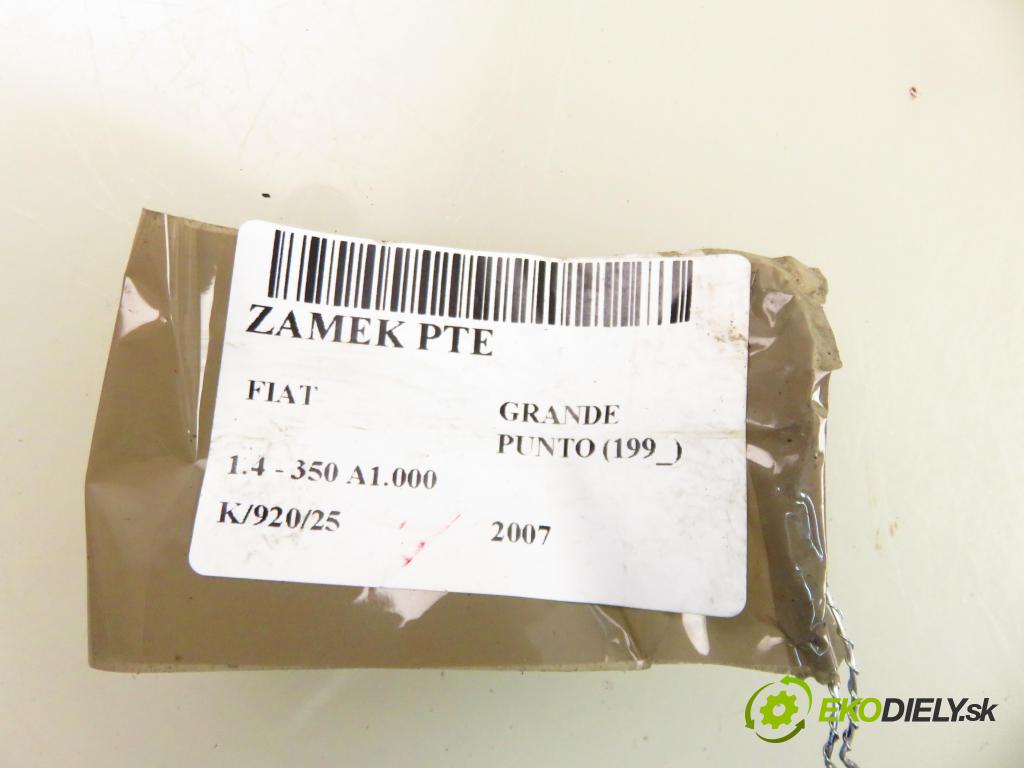 ZAMEK PTE
FIAT
GRANDE
PUNTO (199_)
1.4 - 350 A1.000
K/920/25
2007
EKODIELY.sk